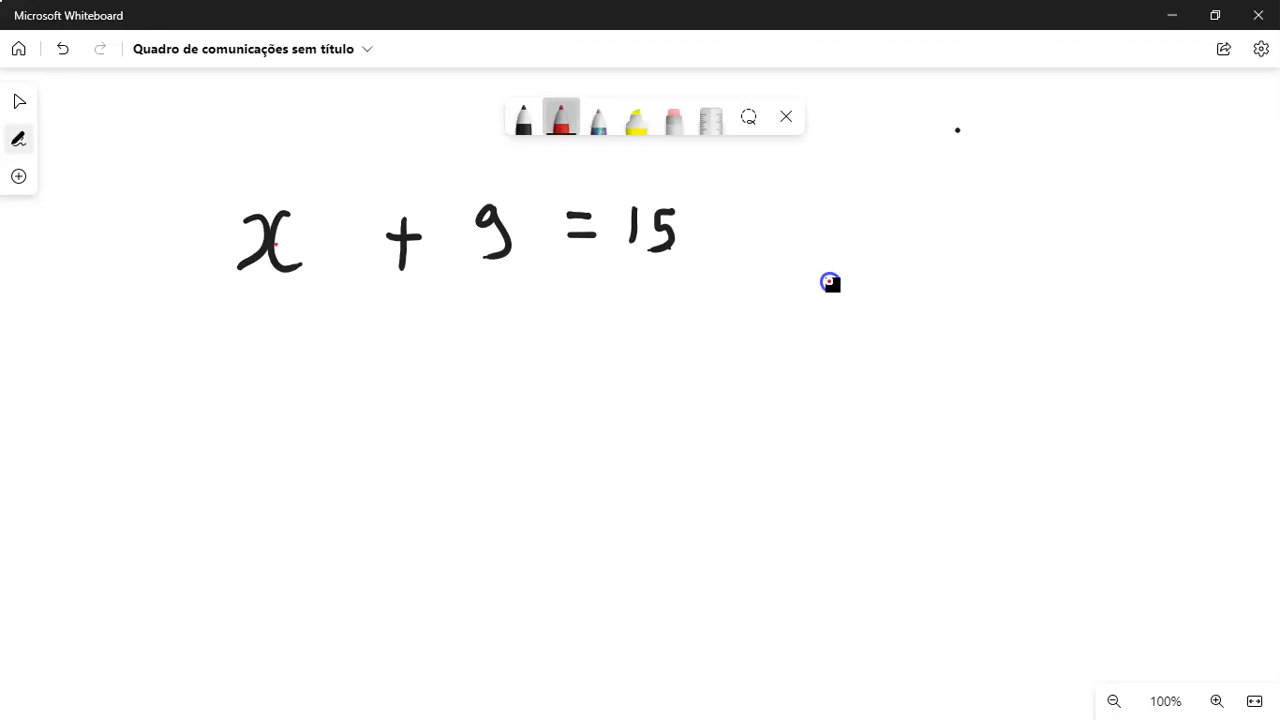 Microsoft Whiteboard
Quadro de comunicações sem título
x + 9 = 15
100%